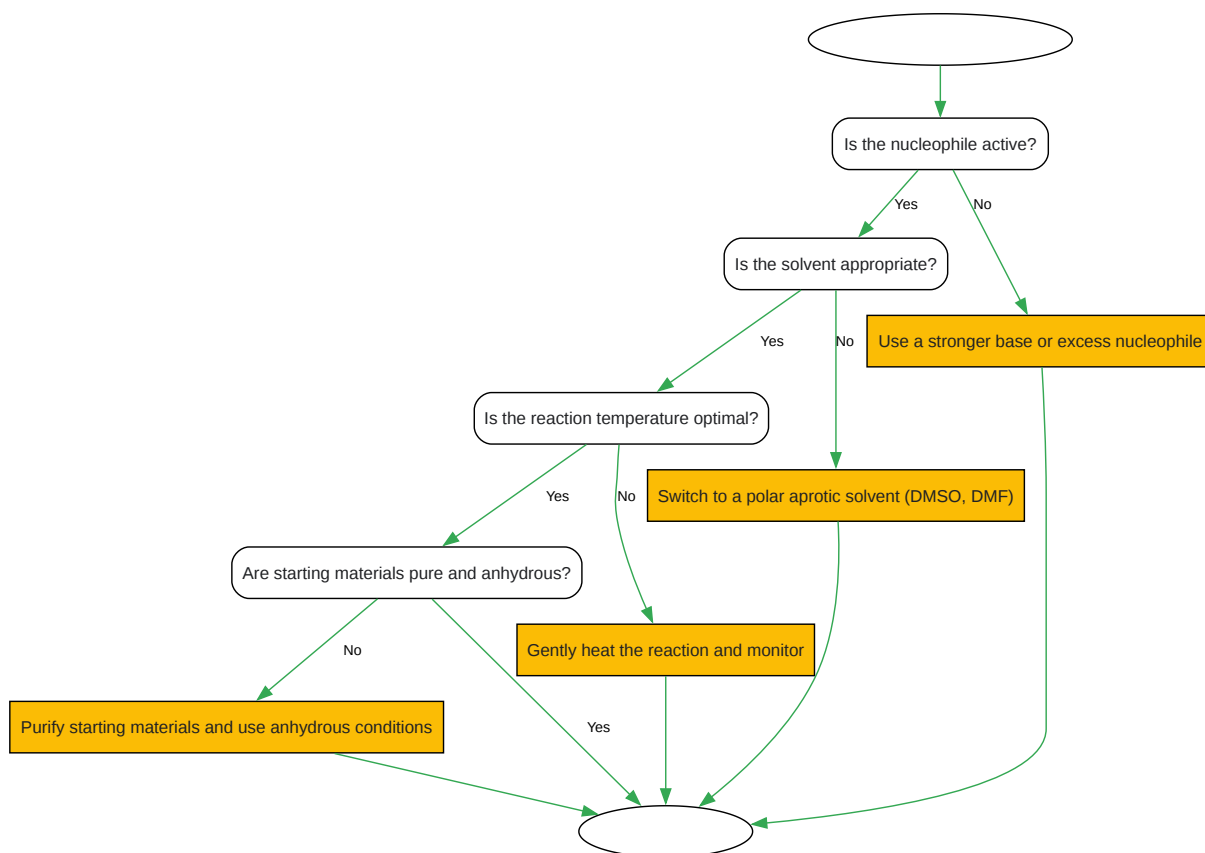 Is the nucleophile active?
Yes
No
Is the solvent appropriate?
Use a stronger base or excess nucleophile
Yes
No
Is the reaction temperature optimal?
Switch to a polar aprotic solvent (DMSO, DMF)
Yes
No
Are starting materials pure and anhydrous?
Gently heat the reaction and monitor
No
Yes
Purify starting materials and use anhydrous conditions